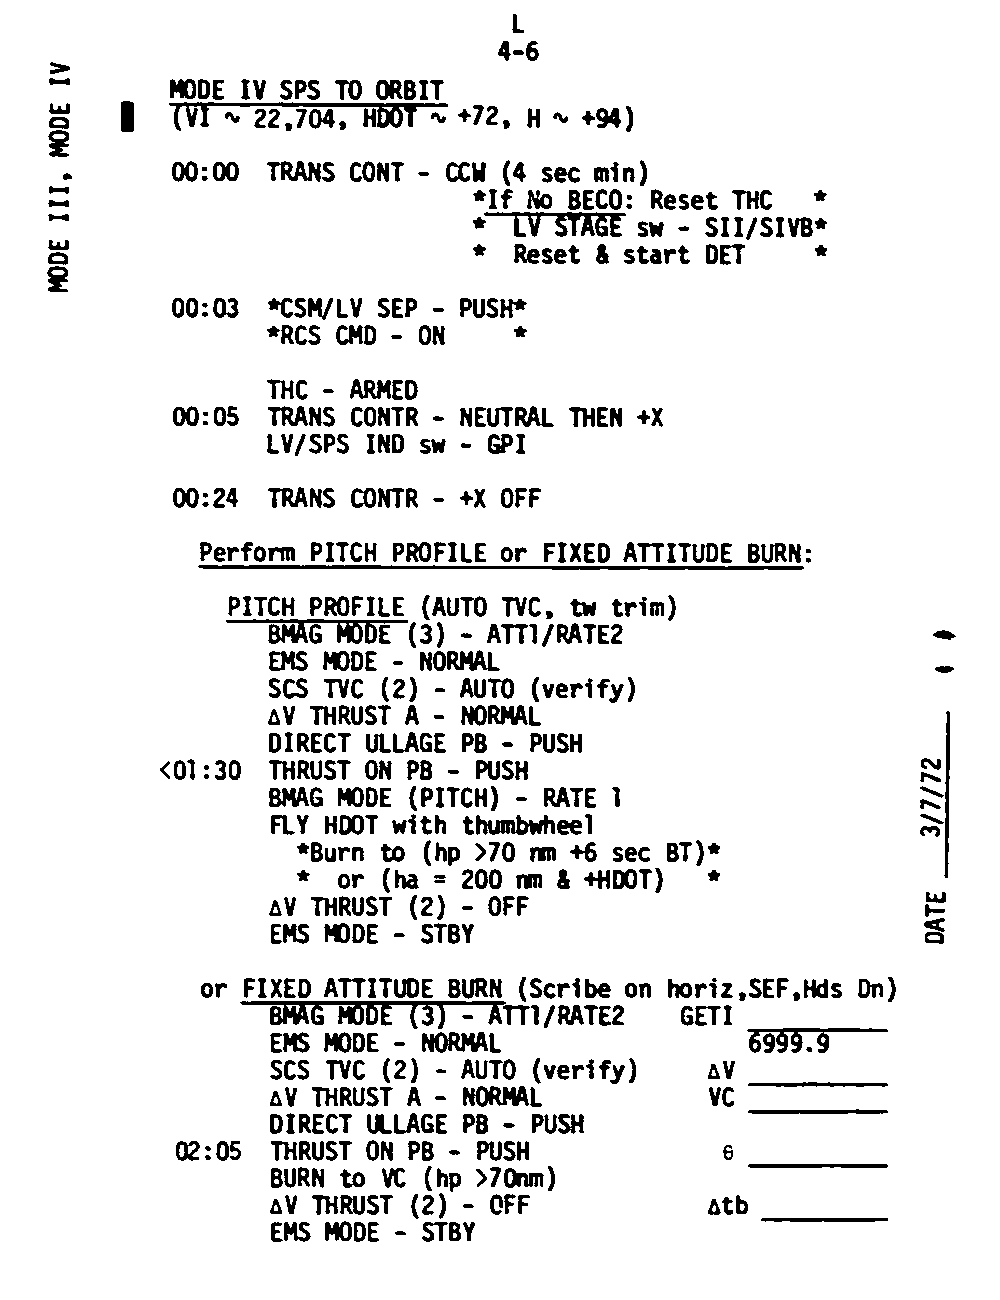 L
4-6
MODE III, MODE IV
MODE IV SPS TO ORBIT
(VI ~ 22,704, HDOT ~ +72, H ~ +94)
00:00 TRANS CONT - CCW (4 sec min)
*If No BECO: Reset THC *
* LV STAGE sw - SII/SIVB*
* Reset & start DET *
00:03 *CSM/LV SEP - PUSH*
*RCS CMD - ON *
THC - ARMED
00:05 TRANS CONTR - NEUTRAL THEN +X
LV/SPS IND sw - GPI
00:24 TRANS CONTR - +X OFF
Perform PITCH PROFILE or FIXED ATTITUDE BURN:
PITCH PROFILE (AUTO TVC, tw trim)
BMAG MODE (3) - ATT1/RATE2
EMS MODE - NORMAL
SCS TVC (2) - AUTO (verify)
ΔV THRUST A - NORMAL
DIRECT ULLAGE PB - PUSH
<01:30 THRUST ON PB - PUSH
BMAG MODE (PITCH) - RATE 1
FLY HDOT with thumbwheel
*Burn to (hp >70 nm +6 sec BT)*
* or (ha = 200 nm & +HDOT) *
ΔV THRUST (2) - OFF
EMS MODE - STBY
DATE 3/7/72
or FIXED ATTITUDE BURN (Scribe on horiz,SEF,Hds Dn)
BMAG MODE (3) - ATT1/RATE2 GETI
EMS MODE - NORMAL 6999.9
SCS TVC (2) - AUTO (verify) ΔV
ΔV THRUST A - NORMAL VC
DIRECT ULLAGE PB - PUSH
02:05 THRUST ON PB - PUSH θ
BURN to VC (hp >70nm)
ΔV THRUST (2) - OFF Δtb
EMS MODE - STBY